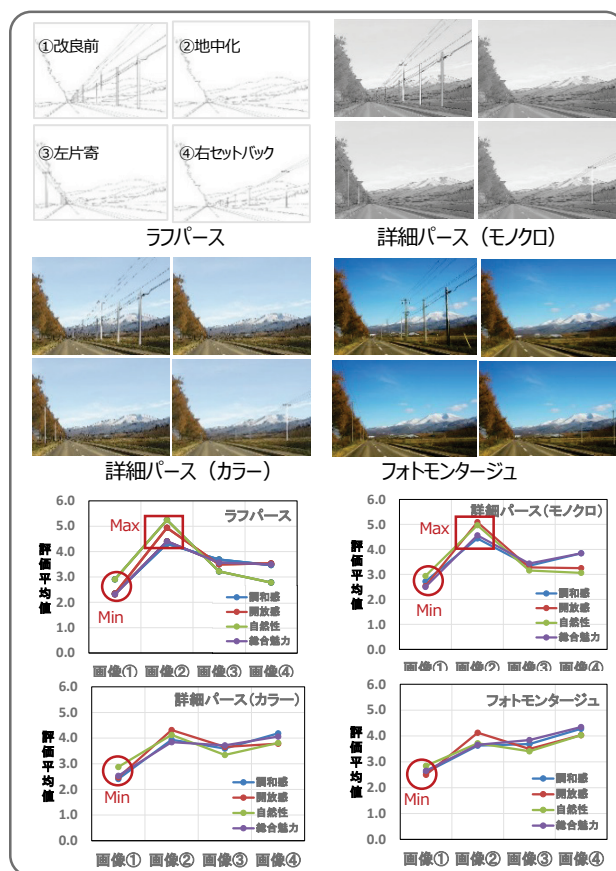 ①改良前
②地中化
③左片寄
④右セットバック
ラフパース
詳細パース（モノクロ）
詳細パース（カラー）
フォトモンタージュ
ラフパース
評価平均値
6.0
5.0
4.0
3.0
2.0
1.0
0.0
Max
Min
調和感
開放感
自然性
総合魅力
画像① 画像② 画像③ 画像④
詳細パース(モノクロ)
評価平均値
6.0
5.0
4.0
3.0
2.0
1.0
0.0
Max
Min
調和感
開放感
自然性
総合魅力
画像① 画像② 画像③ 画像④
詳細パース(カラー)
評価平均値
6.0
5.0
4.0
3.0
2.0
1.0
0.0
Min
調和感
開放感
自然性
総合魅力
画像① 画像② 画像③ 画像④
フォトモンタージュ
評価平均値
6.0
5.0
4.0
3.0
2.0
1.0
0.0
Min
調和感
開放感
自然性
総合魅力
画像① 画像② 画像③ 画像④